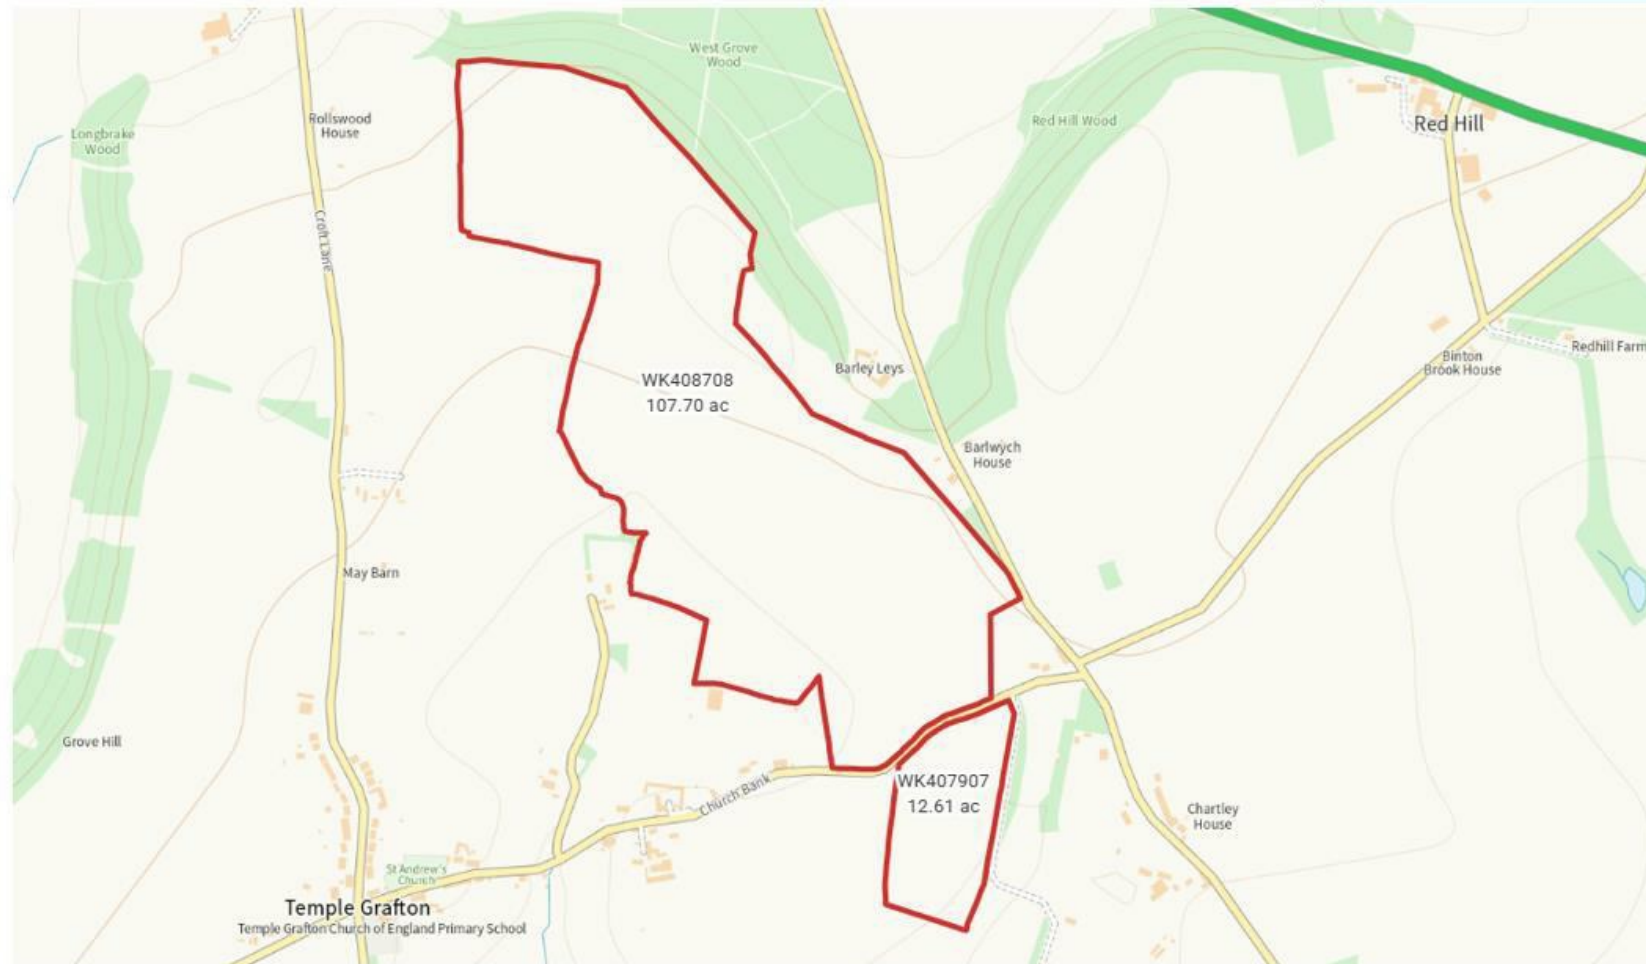 West Grove
Wood
Rollswood
House
Longbrake
Wood
Red Hill Wood
Red Hill
Croft Lane
Barley Leys
Binton
Brook House
Redhill Farm
WK408708
107.70 ac
Barlwych
House
May Barn
Grove Hill
WK407907
12.61 ac
Church Bank
Chartley
House
St Andrew's
Church
Temple Grafton
Temple Grafton Church of England Primary School